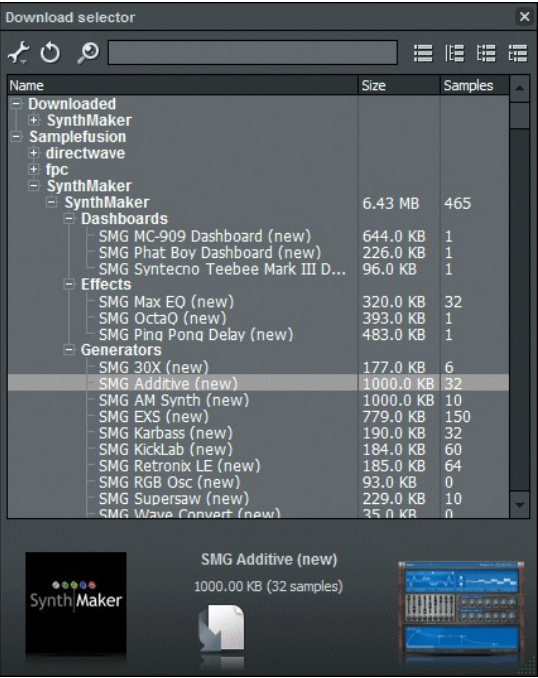 Download selector
Name Size Samples
Downloaded
SynthMaker
Samplefusion
directwave
fpc
SynthMaker
SynthMaker 6.43 MB 465
Dashboards
SMG MC-909 Dashboard (new) 644.0 KB 1
SMG Phat Boy Dashboard (new) 226.0 KB 1
SMG Syntecno Teebee Mark III D... 96.0 KB 1
Effects
SMG Max EQ (new) 320.0 KB 32
SMG OctaQ (new) 393.0 KB 1
SMG Ping Pong Delay (new) 483.0 KB 1
Generators
SMG 30X (new) 177.0 KB 6
SMG Additive (new) 1000.0 KB 32
SMG AM Synth (new) 1000.0 KB 10
SMG EXS (new) 779.0 KB 150
SMG Karbass (new) 190.0 KB 32
SMG KickLab (new) 184.0 KB 60
SMG Retronix LE (new) 185.0 KB 64
SMG RGB Osc (new) 93.0 KB 0
SMG Supersaw (new) 229.0 KB 10
SMG Wave Convert (new) 35.0 KB 0
SMG Additive (new)
1000.00 KB (32 samples)
Synth|Maker